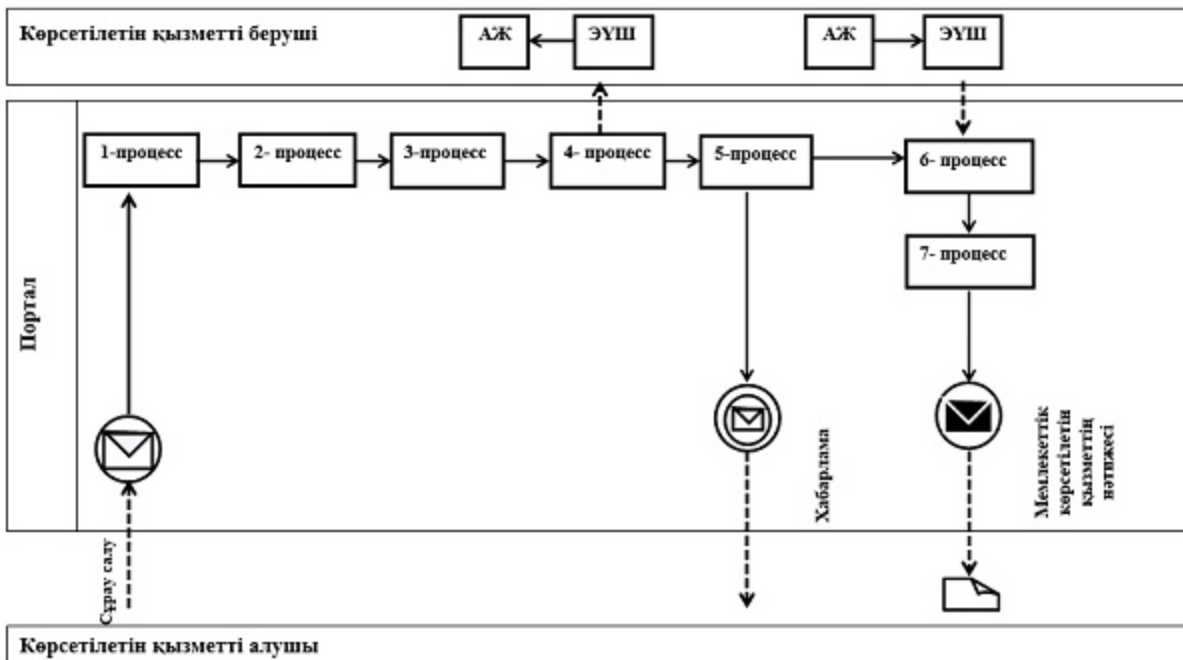 Көрсетілетін қызметті беруші
АЖ
ЭҮШ
АЖ
ЭҮШ
Портал
1-процесс
2- процесс
3-процесс
4- процесс
5-процесс
6- процесс
7- процесс
Хабарлама
Мемлекеттік
көрсетілетін
қызметтің
нәтижесі
Сұрау салу
Көрсетілетін қызметті алушы